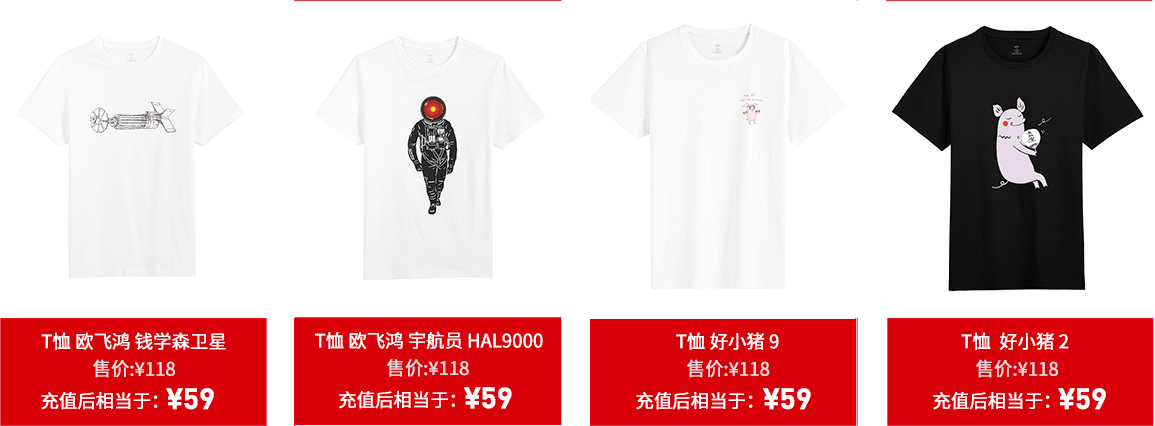 T恤 欧飞鸿 钱学森卫星
售价:¥118
充值后相当于: ¥59
T恤 欧飞鸿 宇航员 HAL9000
售价:¥118
充值后相当于: ¥59
T恤 好小猪 9
售价:¥118
充值后相当于: ¥59
T恤 好小猪 2
售价:¥118
充值后相当于: ¥59